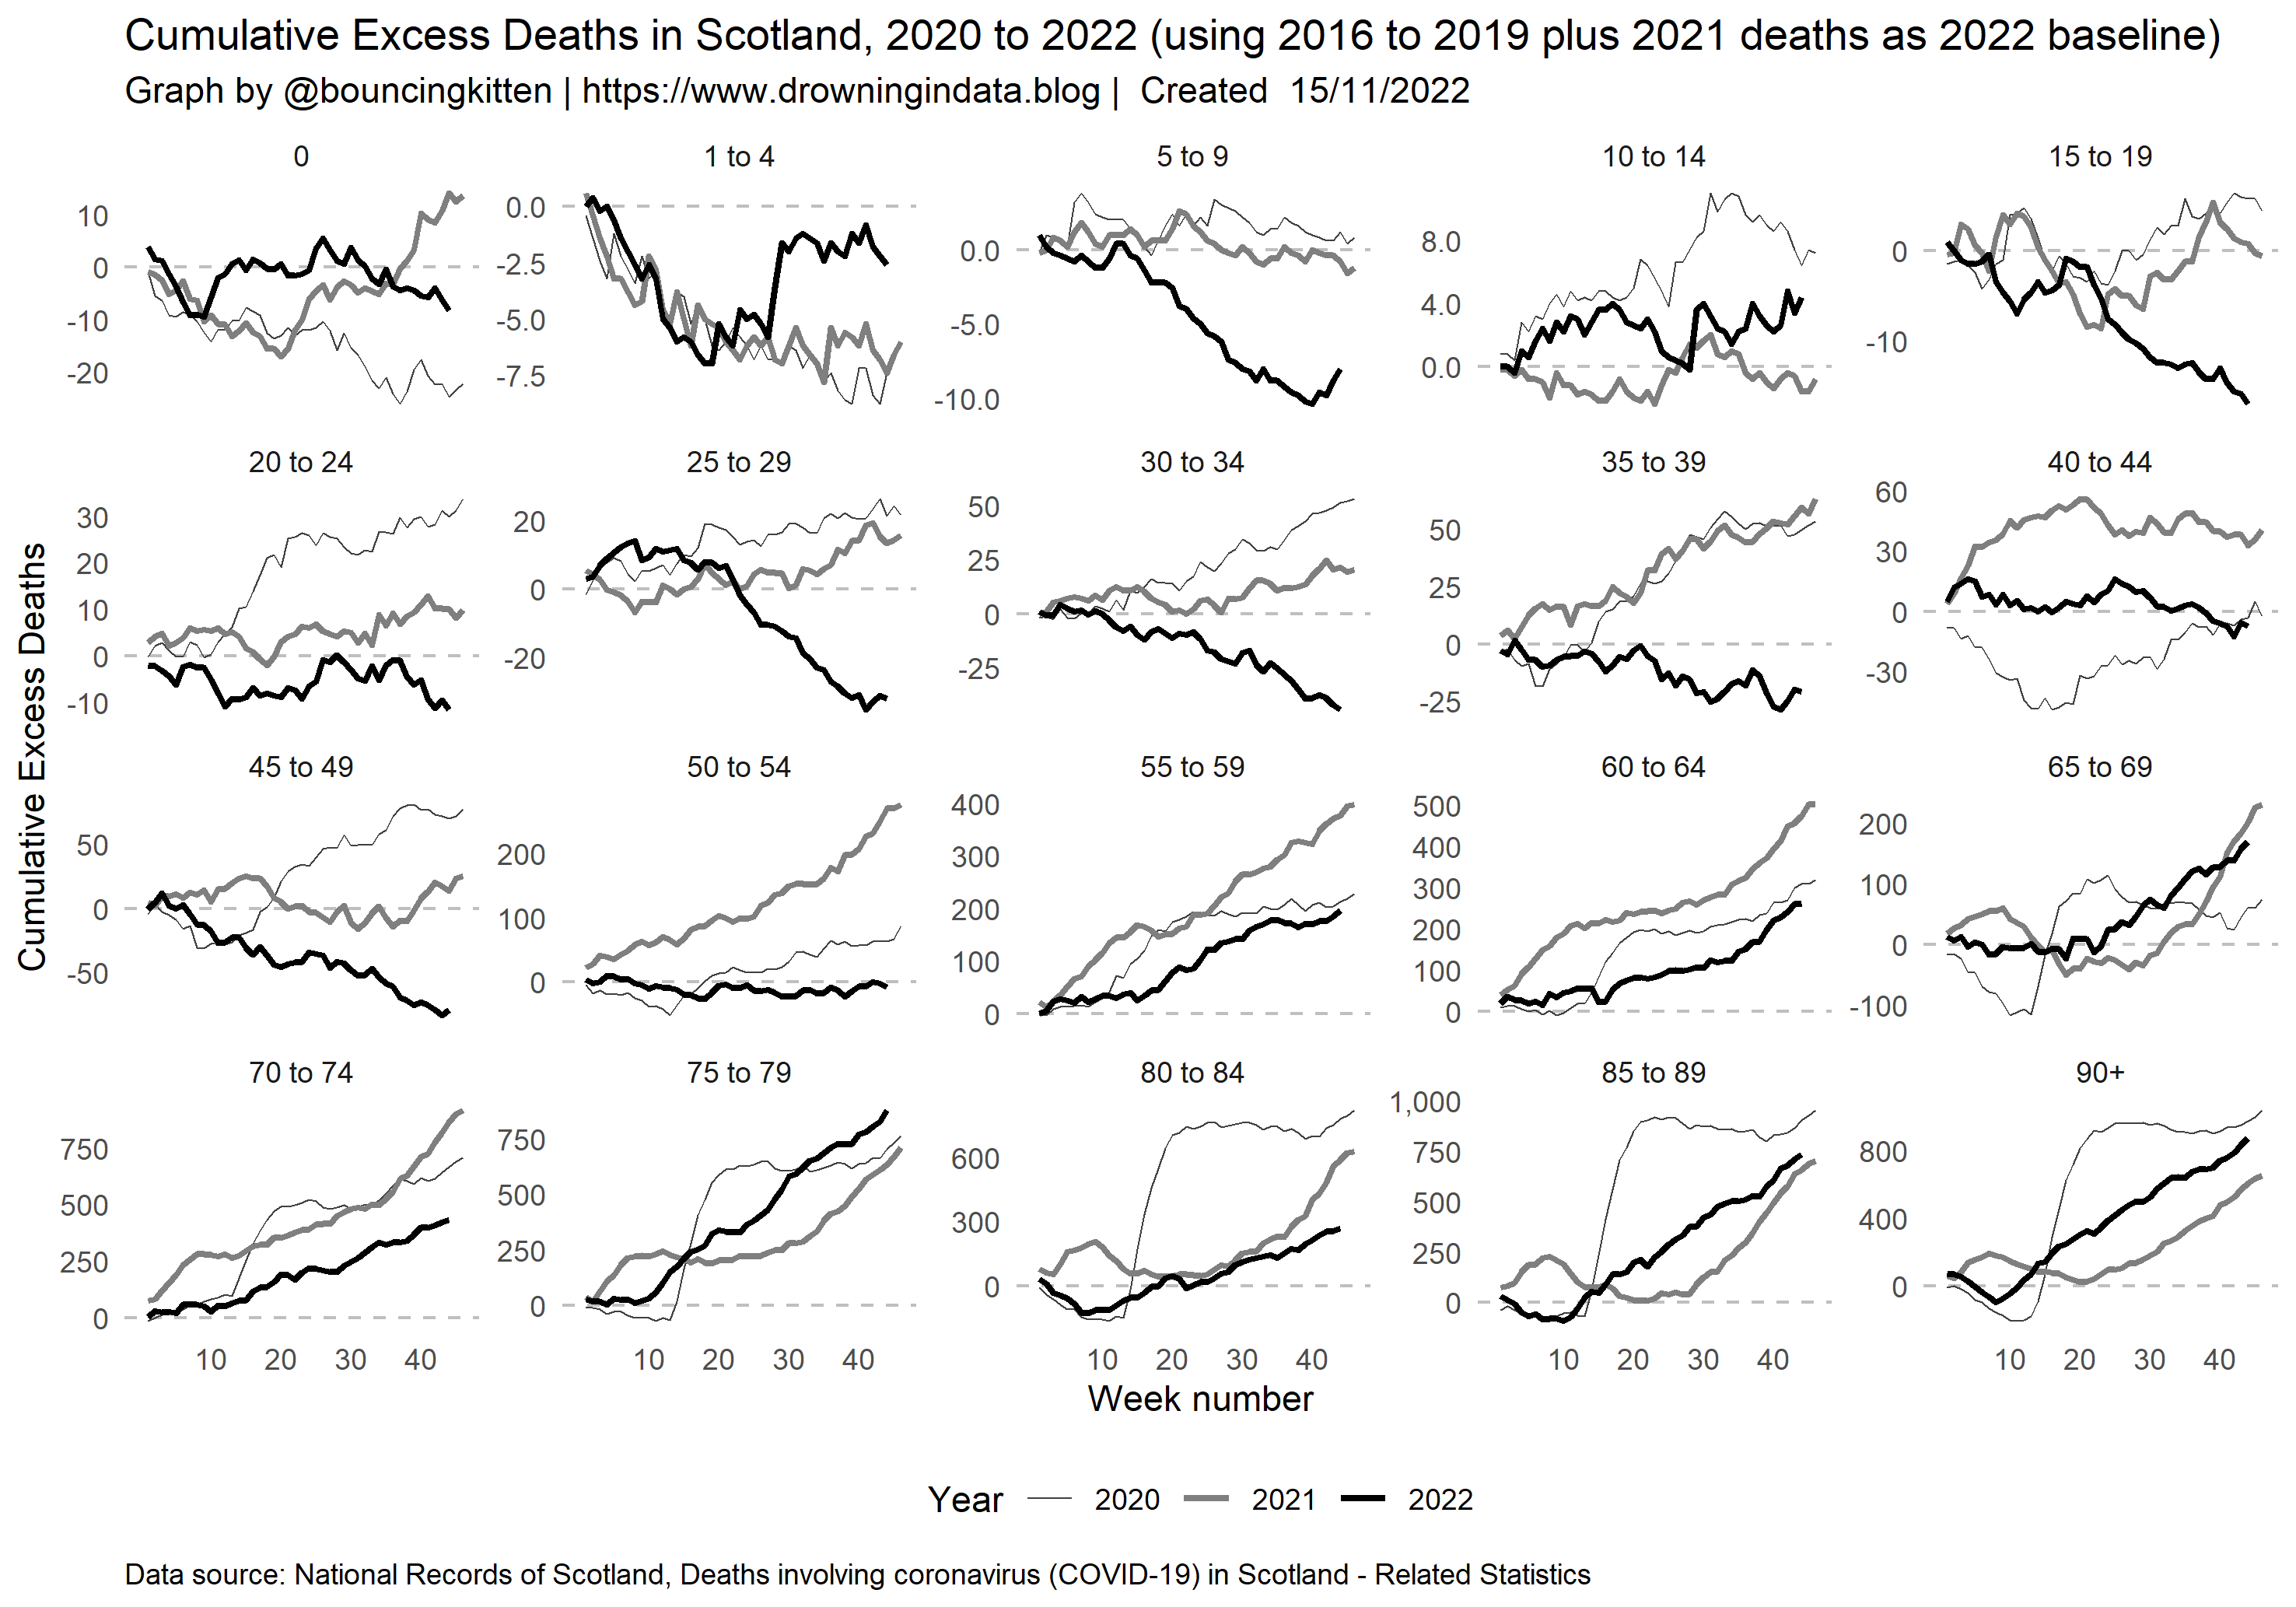 Cumulative Excess Deaths in Scotland, 2020 to 2022 (using 2016 to 2019 plus 2021 deaths as 2022 baseline)
Graph by @bouncingkitten | https://www.drowningindata.blog |  Created  15/11/2022
Cumulative Excess Deaths
0
10
0
-10
-20
1 to 4
0.0
-2.5
-5.0
-7.5
5 to 9
0.0
-5.0
-10.0
10 to 14
8.0
4.0
0.0
15 to 19
0
-10
20 to 24
30
20
10
0
-10
25 to 29
20
0
-20
30 to 34
50
25
0
-25
35 to 39
50
25
0
-25
40 to 44
60
30
0
-30
45 to 49
50
0
-50
50 to 54
200
100
0
55 to 59
400
300
200
100
0
60 to 64
500
400
300
200
100
0
65 to 69
200
100
0
-100
70 to 74
750
500
250
0
10 20 30 40
75 to 79
750
500
250
0
10 20 30 40
80 to 84
600
300
0
10 20 30 40
85 to 89
1,000
750
500
250
0
10 20 30 40
90+
800
400
0
10 20 30 40
Week number
Year 2020 2021 2022
Data source: National Records of Scotland, Deaths involving coronavirus (COVID-19) in Scotland - Related Statistics